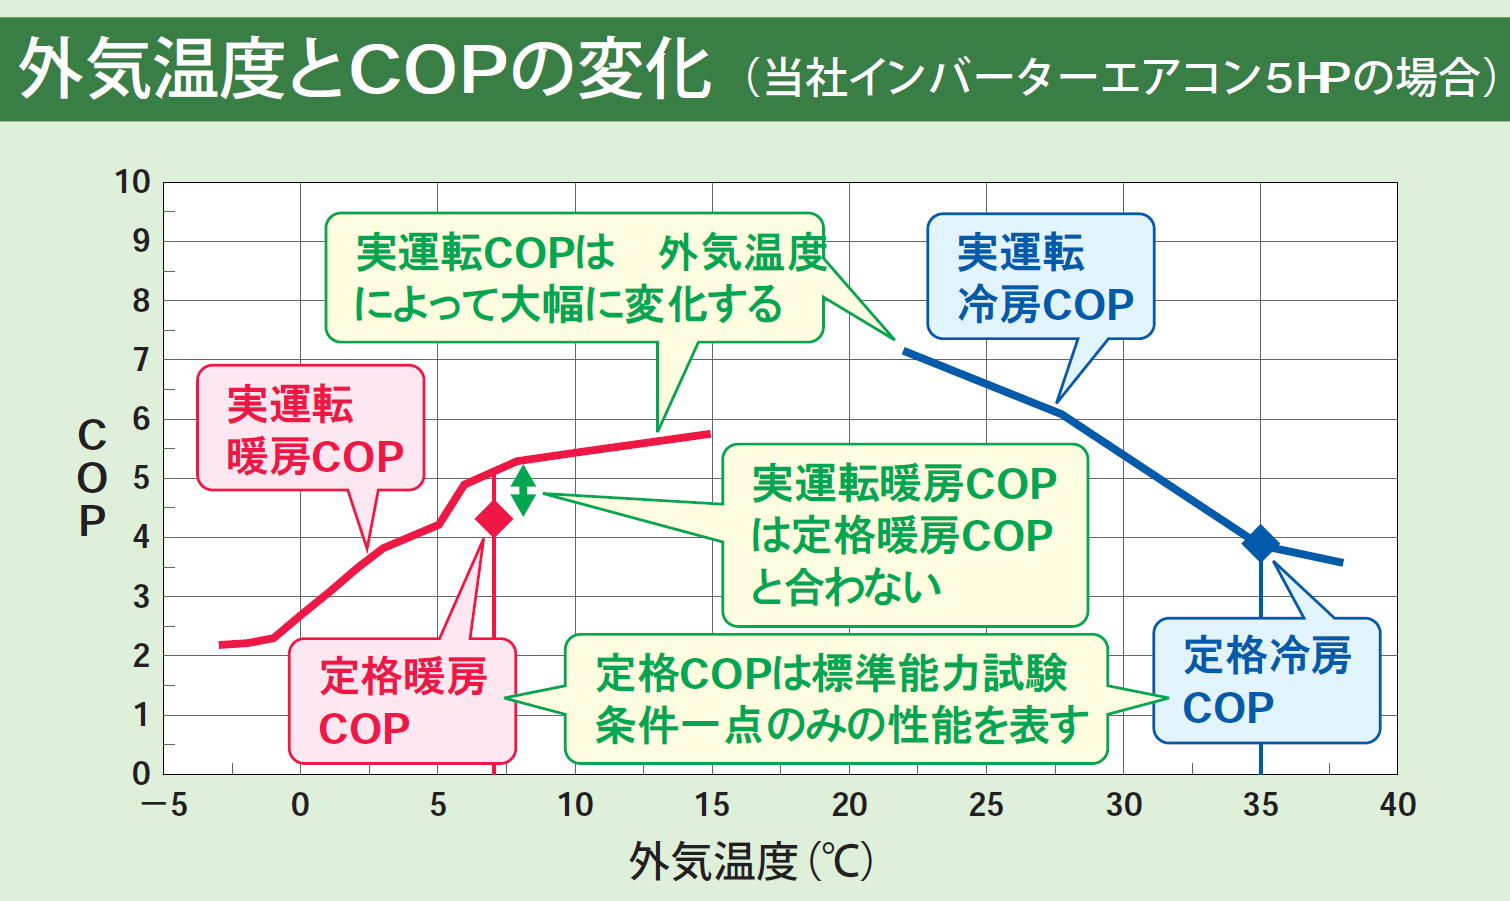 外気温度とCOPの変化 （当社インバーターエアコン5HPの場合）
10
9
8
7
6
5
4
3
2
1
0
COP
実運転COPは　外気温度
によって大幅に変化する
実運転
冷房COP
実運転
暖房COP
実運転暖房COP
は定格暖房COP
と合わない
定格暖房
COP
定格COPは標準能力試験
条件一点のみの性能を表す
定格冷房
COP
－5 0 5 10 15 20 25 30 35 40
外気温度（℃）